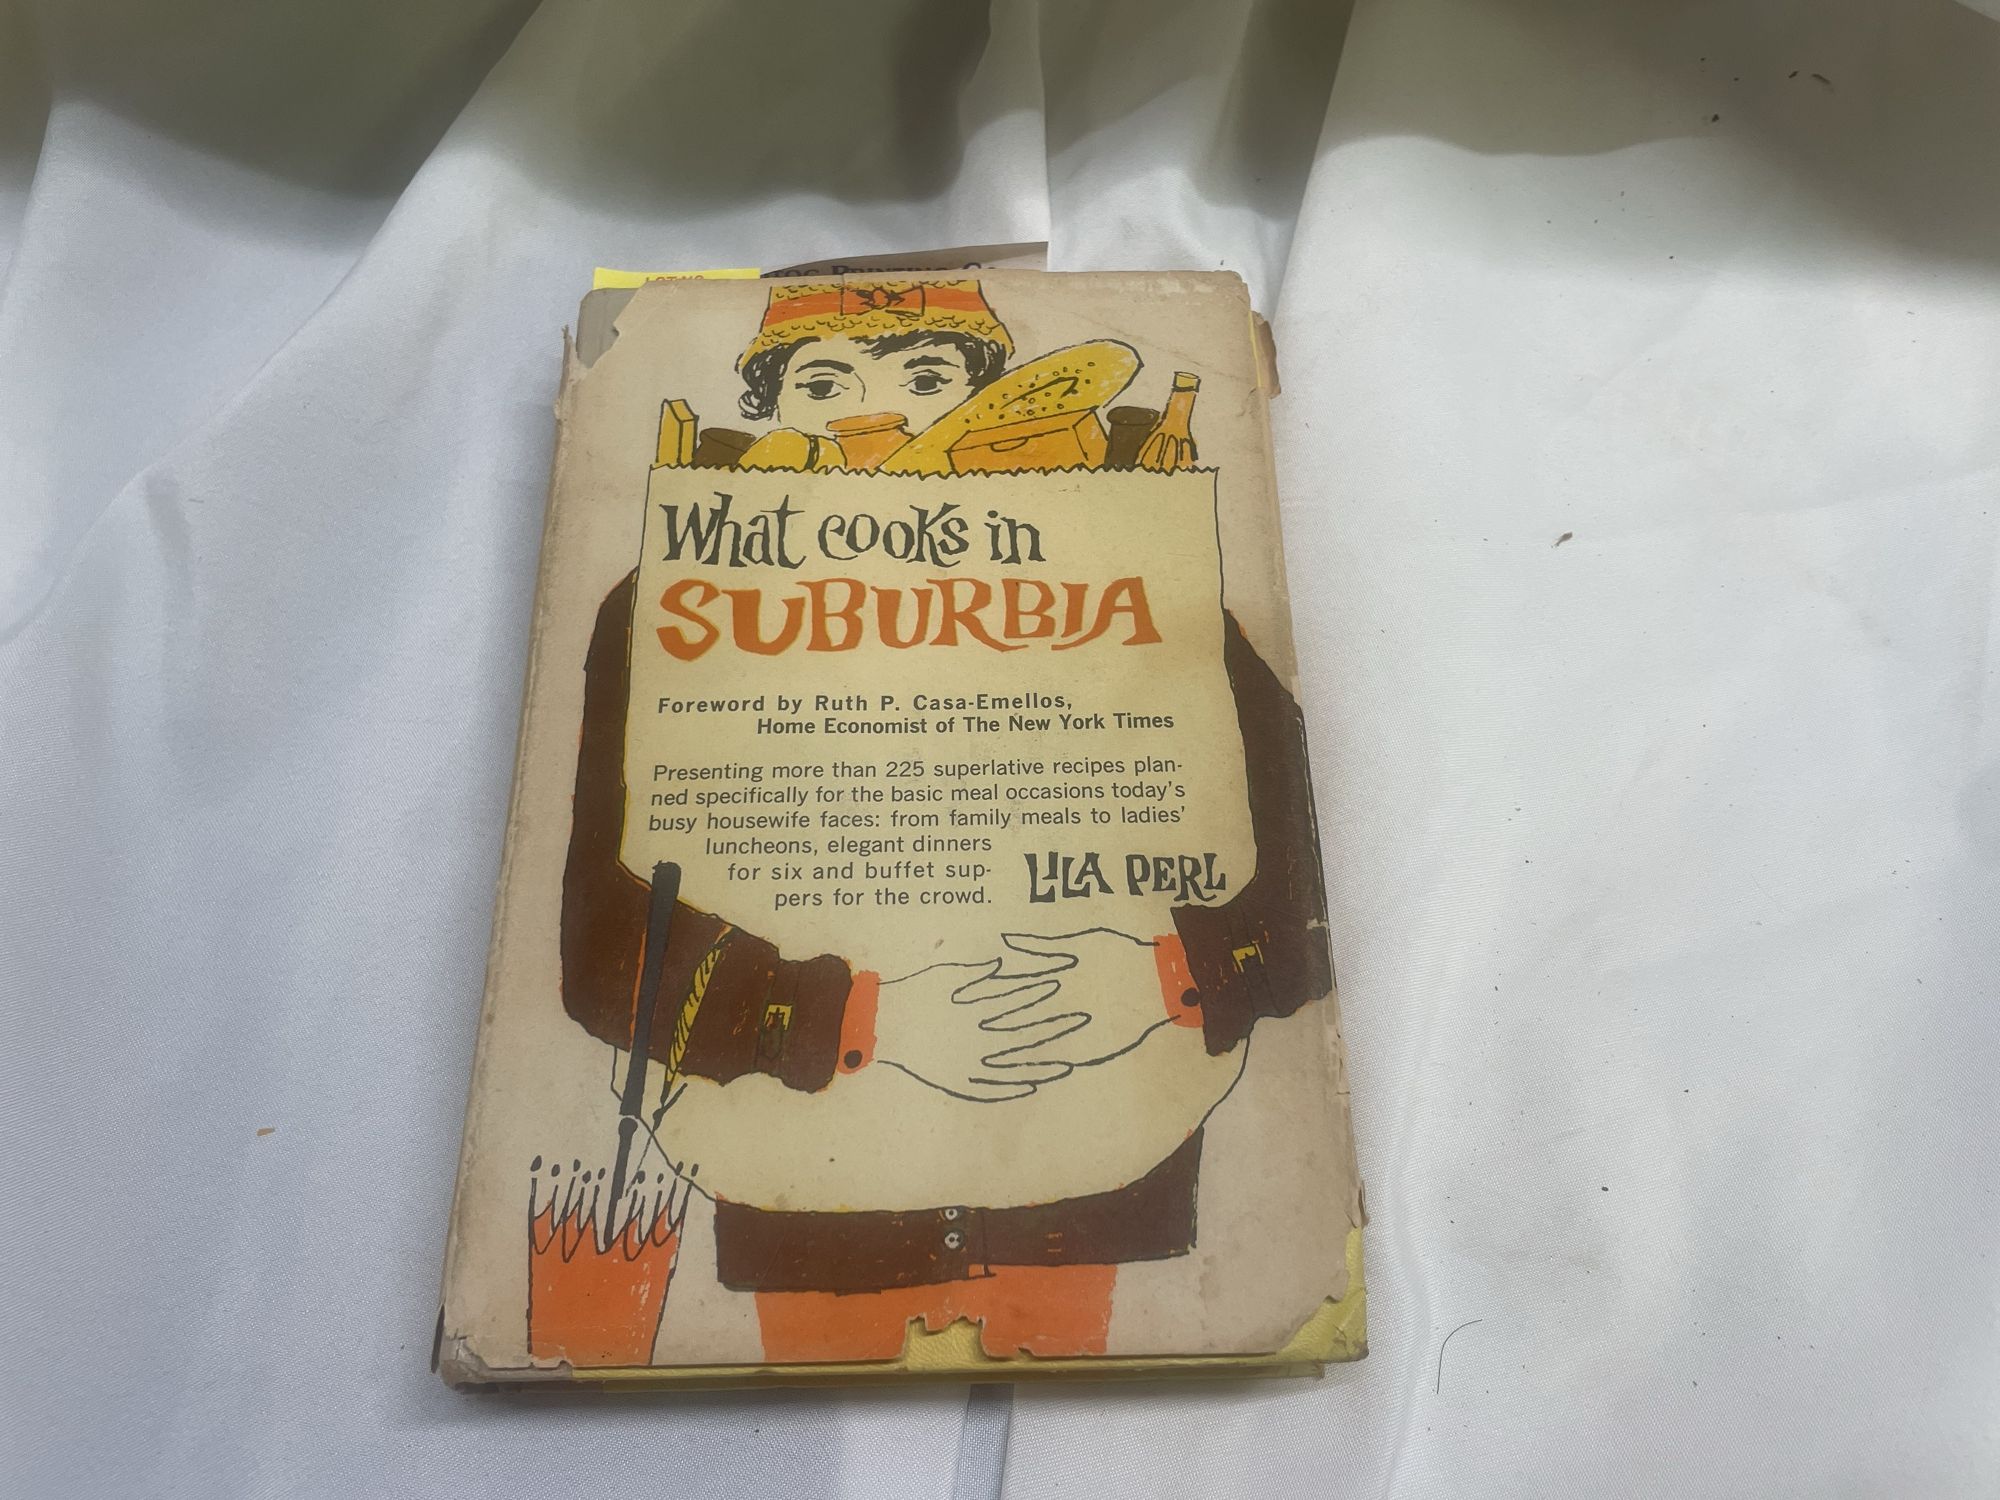 Printing Co
What cooks in
SUBURBIA
Foreword by Ruth P. Casa-Emellos,
Home Economist of The New York Times
Presenting more than 225 superlative recipes plan-
ned specifically for the basic meal occasions today's
busy housewife faces: from family meals to ladies'
luncheons, elegant dinners
for six and buffet sup-
pers for the crowd.
LILA PERL